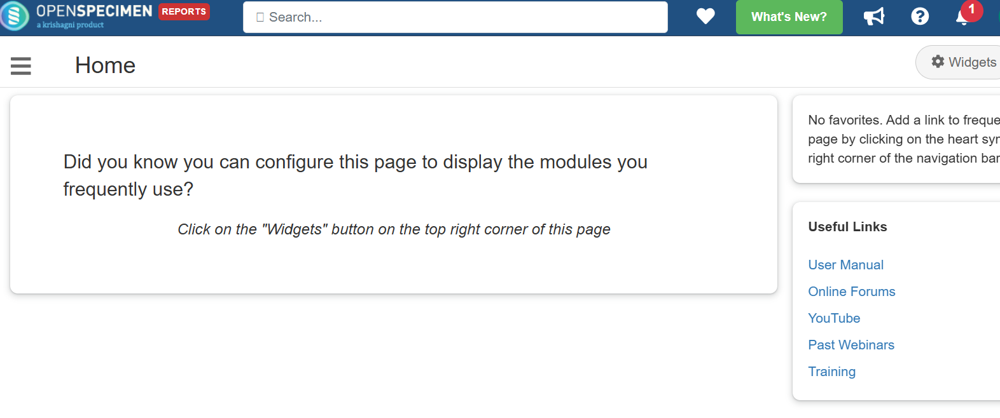 OPENSPECIMEN REPORTS
a krishagni product
Search...
What's New?
1
Home
Widgets
Did you know you can configure this page to display the modules you
frequently use?
Click on the "Widgets" button on the top right corner of this page
No favorites. Add a link to freque
page by clicking on the heart
right corner of the navigation bar
Useful Links
User Manual
Online Forums
YouTube
Past Webinars
Training